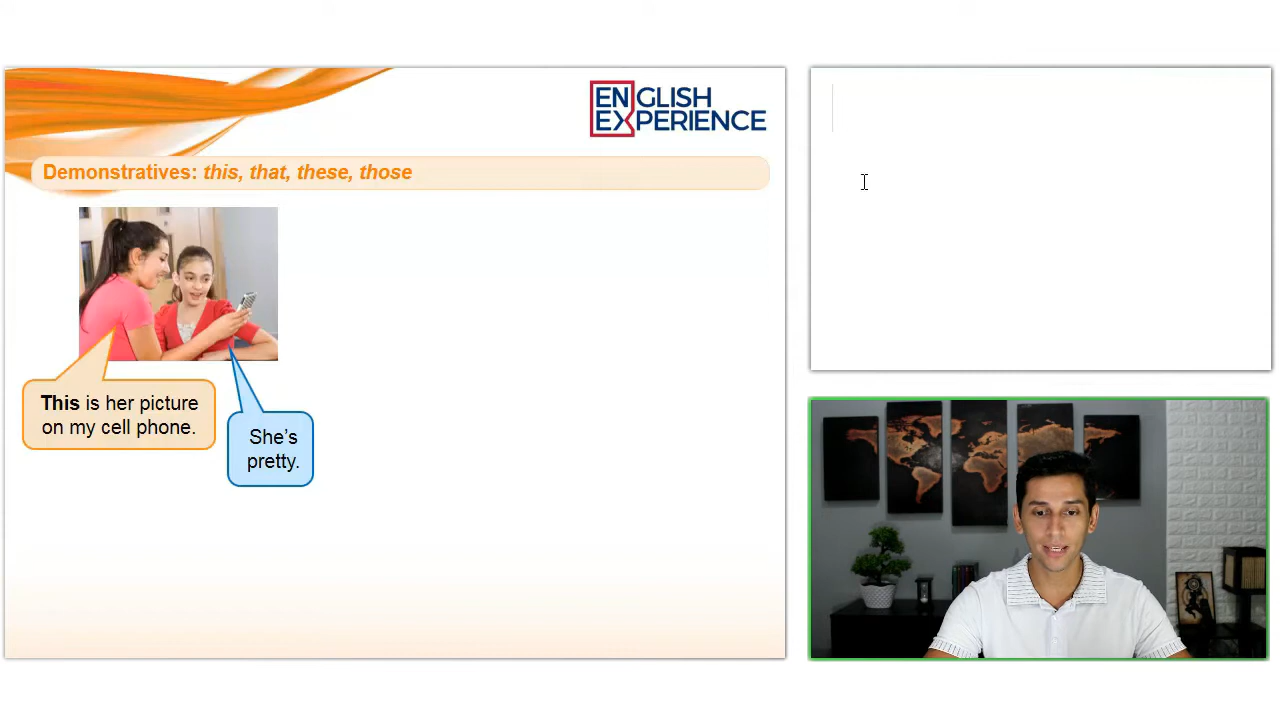 ENGLISH
EXPERIENCE
Demonstratives: this, that, these, those
This is her picture
on my cell phone.
She’s
pretty.